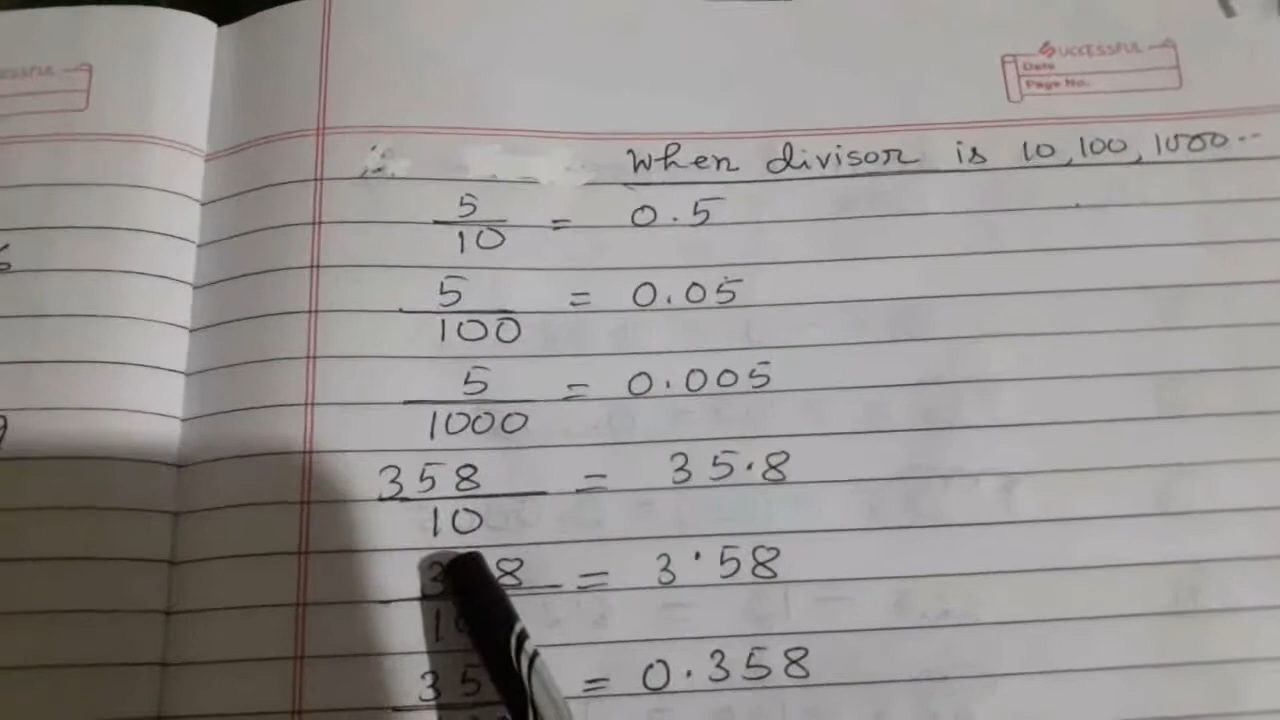 ESSFUL
SUCCESSFUL
Date
Page No.
When divisor is 10, 100, 1000--
5/10 = 0.5
5/100 = 0.05
5/1000 = 0.005
358/10 = 35.8
= 3.58
= 0.358